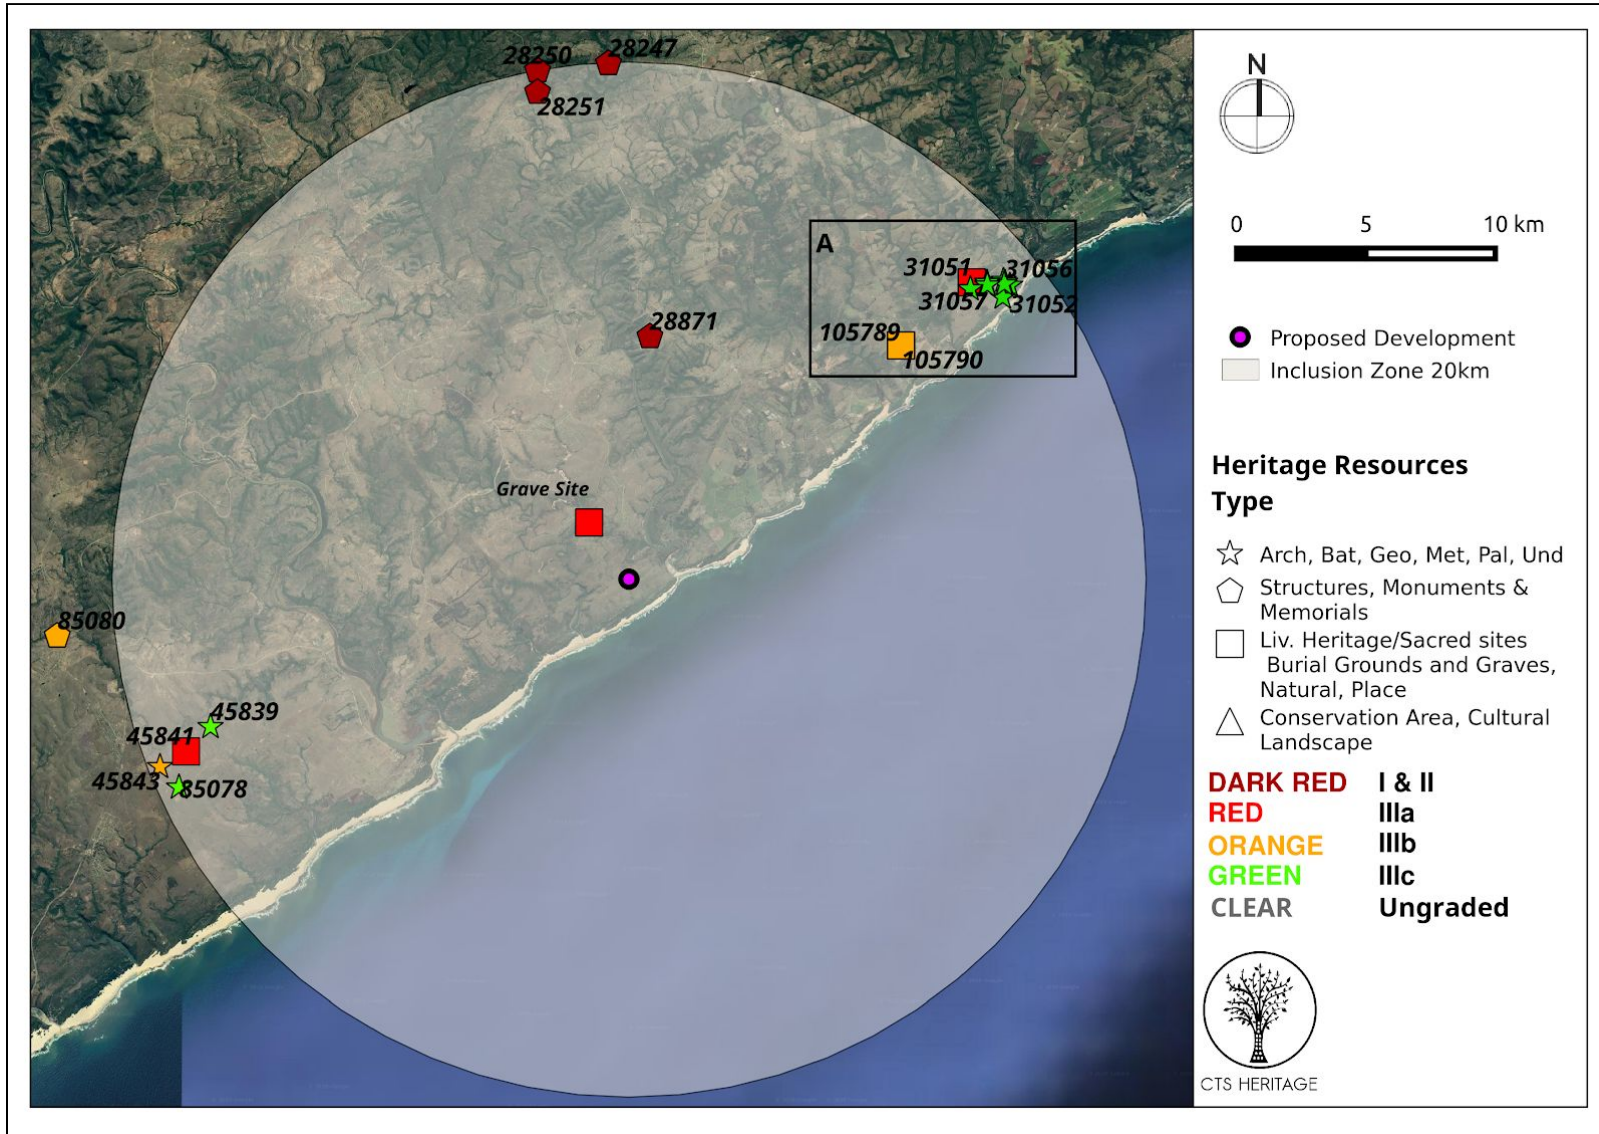 28250
28247
28251
A
31051
31056
31057
31052
28871
105789
105790
Grave Site
85080
45839
45841
45843
85078
N
0 5 10 km
Proposed Development
Inclusion Zone 20km
Heritage Resources
Type
Arch, Bat, Geo, Met, Pal, Und
Structures, Monuments &
Memorials
Liv. Heritage/Sacred sites
Burial Grounds and Graves,
Natural, Place
Conservation Area, Cultural
Landscape
DARK RED I & II
RED IIIa
ORANGE IIIb
GREEN IIIc
CLEAR Ungraded
CTS HERITAGE